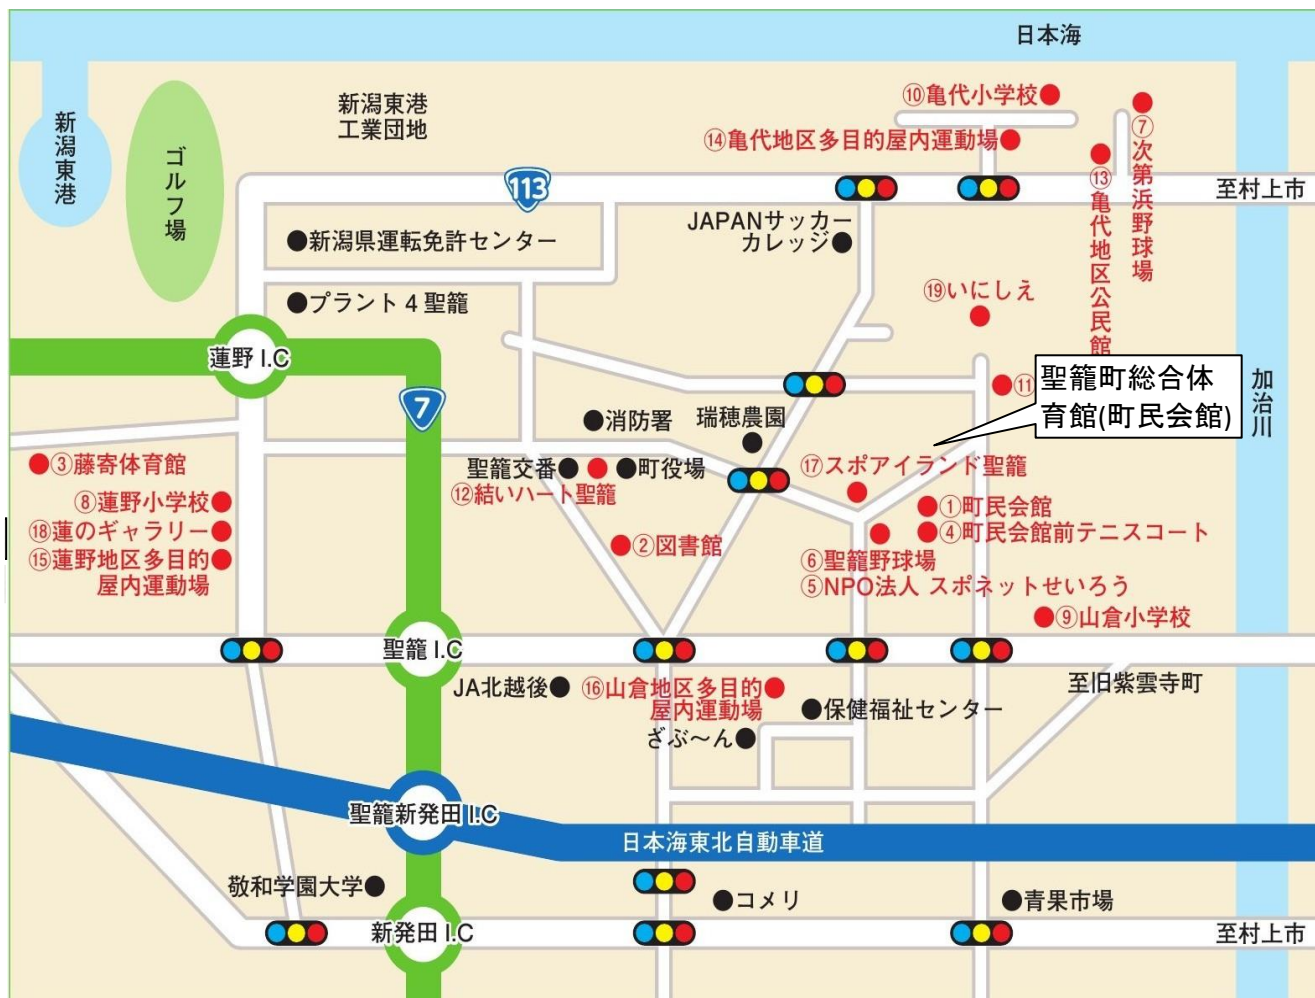 日本海
新潟東港
ゴルフ場
新潟東港
工業団地
⑩亀代小学校
⑭亀代地区多目的屋内運動場
⑦次第浜野球場
⑬亀代地区公民館
113
至村上市
JAPANサッカー
カレッジ
新潟県運転免許センター
プラント4聖籠
⑲いにしえ
蓮野 I.C
7
⑪
聖籠町総合体
育館(町民会館)
加治川
消防署
瑞穂農園
③藤寄体育館
聖籠交番
町役場
⑫結いハート聖籠
⑰スポアイランド聖籠
⑧蓮野小学校
⑱蓮のギャラリー
⑮蓮野地区多目的
屋内運動場
①町民会館
④町民会館前テニスコート
②図書館
⑥聖籠野球場
⑤NPO法人 スポネットせいろう
⑨山倉小学校
聖籠 I.C
JA北越後
⑯山倉地区多目的
屋内運動場
至旧紫雲寺町
保健福祉センター
ざぶ〜ん
聖籠新発田 I.C
日本海東北自動車道
敬和学園大学
コメリ
青果市場
新発田 I.C
至村上市